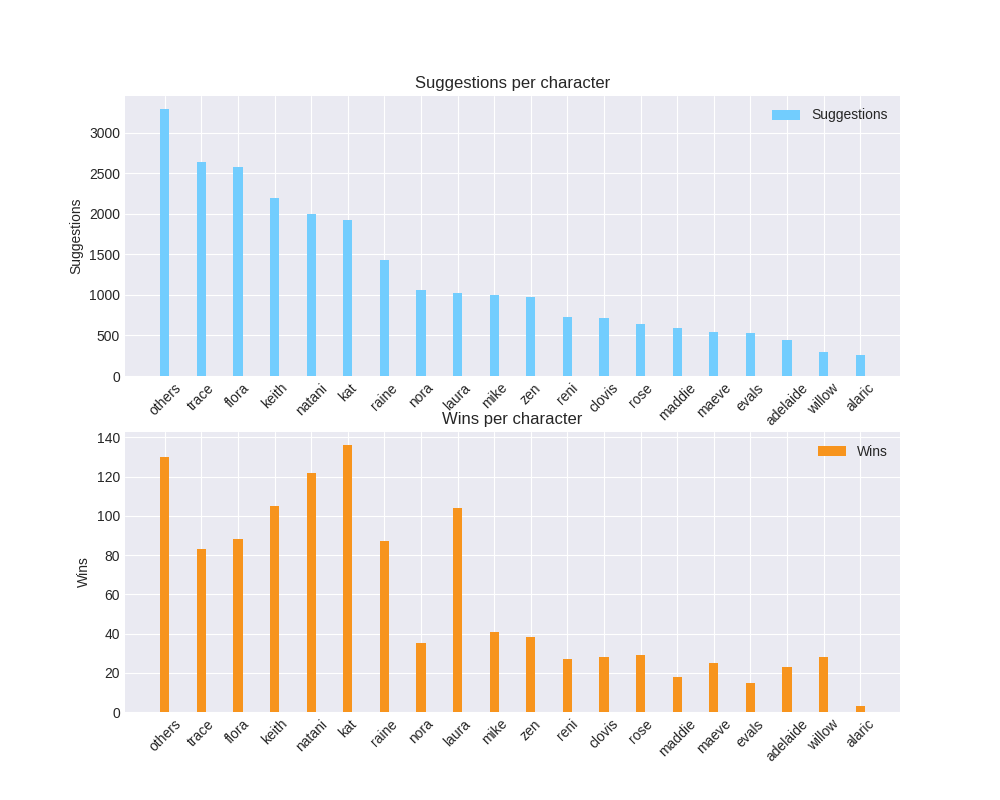 Suggestions per character
Suggestions
3000
2500
2000
1500
1000
500
0
Suggestions
others trace flora keith natani kat raine nora laura mike zen reni clovis rose maddie maeve evals adelaide willow alaric
Wins per character
Wins
140
120
100
80
60
40
20
0
Wins
others trace flora keith natani kat raine nora laura mike zen reni clovis rose maddie maeve evals adelaide willow alaric